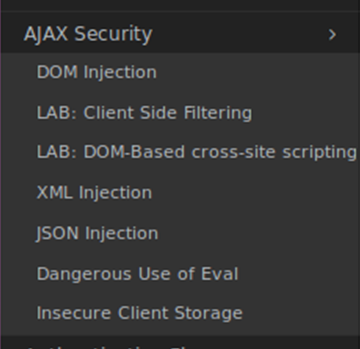 AJAX Security
DOM Injection
LAB: Client Side Filtering
LAB: DOM-Based cross-site scripting
XML Injection
JSON Injection
Dangerous Use of Eval
Insecure Client Storage